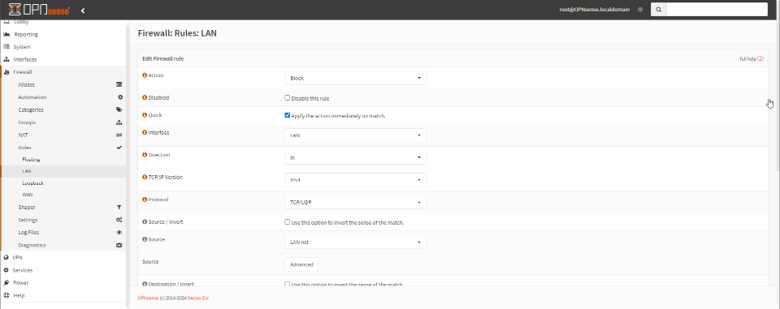 OPNsense
root@OPNsense.localdomain
Lobby
Reporting
System
Interfaces
Firewall
Aliases
Automation
Categories
Groups
NAT
Rules
Floating
LAN
Loopback
WAN
Shaper
Settings
Log Files
Diagnostics
VPN
Services
Power
Help
Firewall: Rules: LAN
Edit Firewall rule
full help
Action
Block
Disabled
Disable this rule
Quick
Apply the action immediately on match.
Interface
LAN
Direction
in
TCP/IP Version
IPv4
Protocol
TCP/UDP
Source / Invert
Use this option to invert the sense of the match.
Source
LAN net
Source
Advanced
Destination / Invert
Use this option to invert the sense of the match.
OPNsense (c) 2014-2024 Deciso B.V.